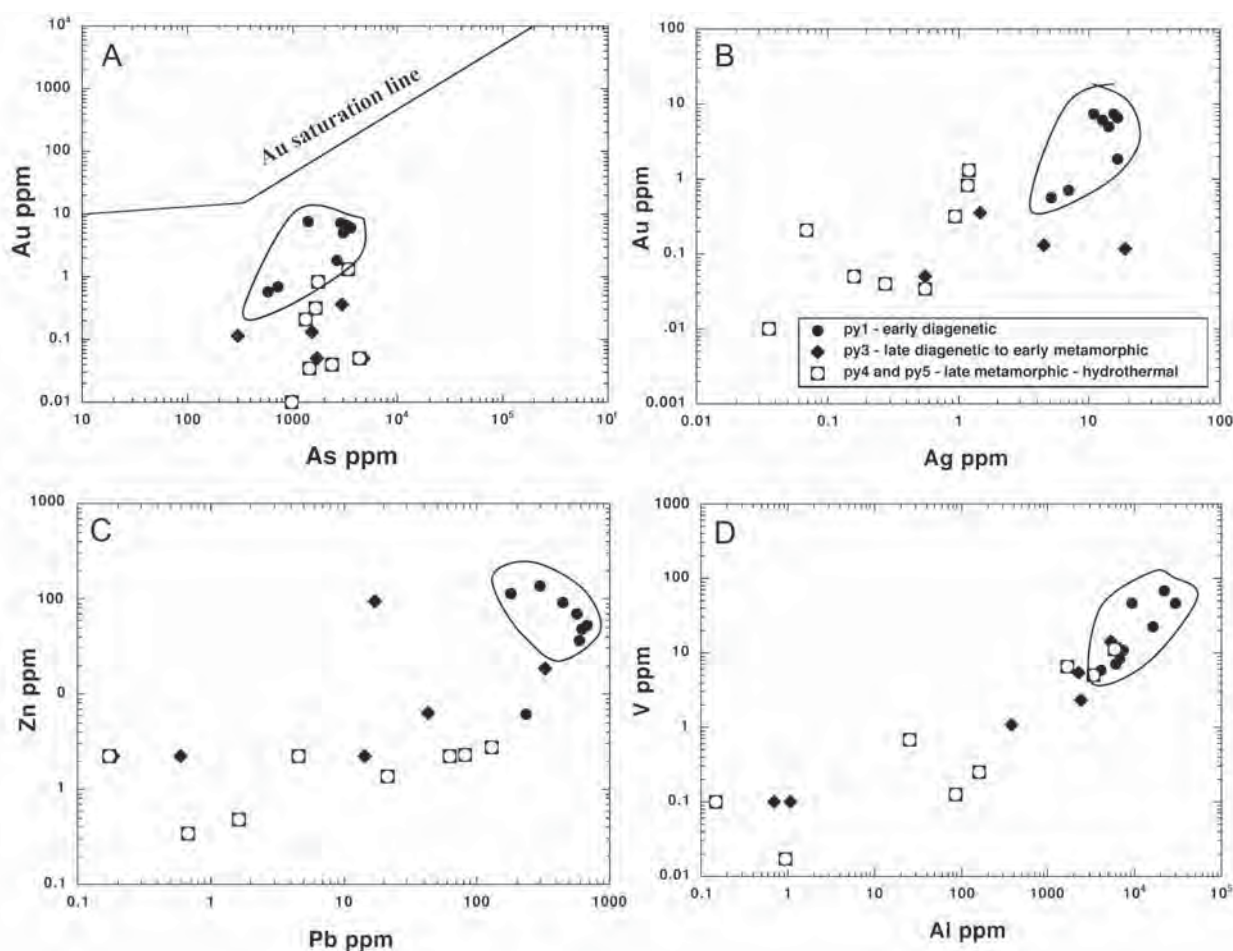 A
10⁴
1000
100
10
1
0.1
0.01
Au ppm
Au saturation line
10
100
1000
10⁴
10⁵
As ppm
B
100
10
1
0.1
0.01
0.001
Au ppm
py1 - early diagenetic
py3 - late diagenetic to early metamorphic
py4 and py5 - late metamorphic - hydrothermal
0.01
0.1
1
10
100
Ag ppm
C
1000
100
0
1
0.1
Zn ppm
0.1
1
10
100
1000
Pb ppm
D
1000
100
10
1
0.1
0.01
V ppm
0.1
1
10
100
1000
10⁴
10⁵
Al ppm